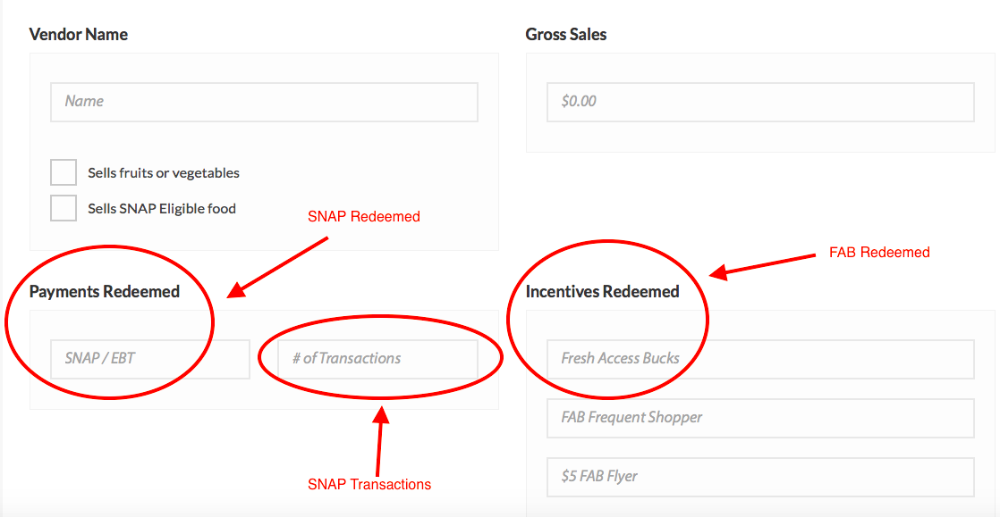 Vendor Name
Gross Sales
Name
$0.00
Sells fruits or vegetables
Sells SNAP Eligible food
SNAP Redeemed
FAB Redeemed
Payments Redeemed
Incentives Redeemed
SNAP / EBT
# of Transactions
Fresh Access Bucks
FAB Frequent Shopper
$5 FAB Flyer
SNAP Transactions